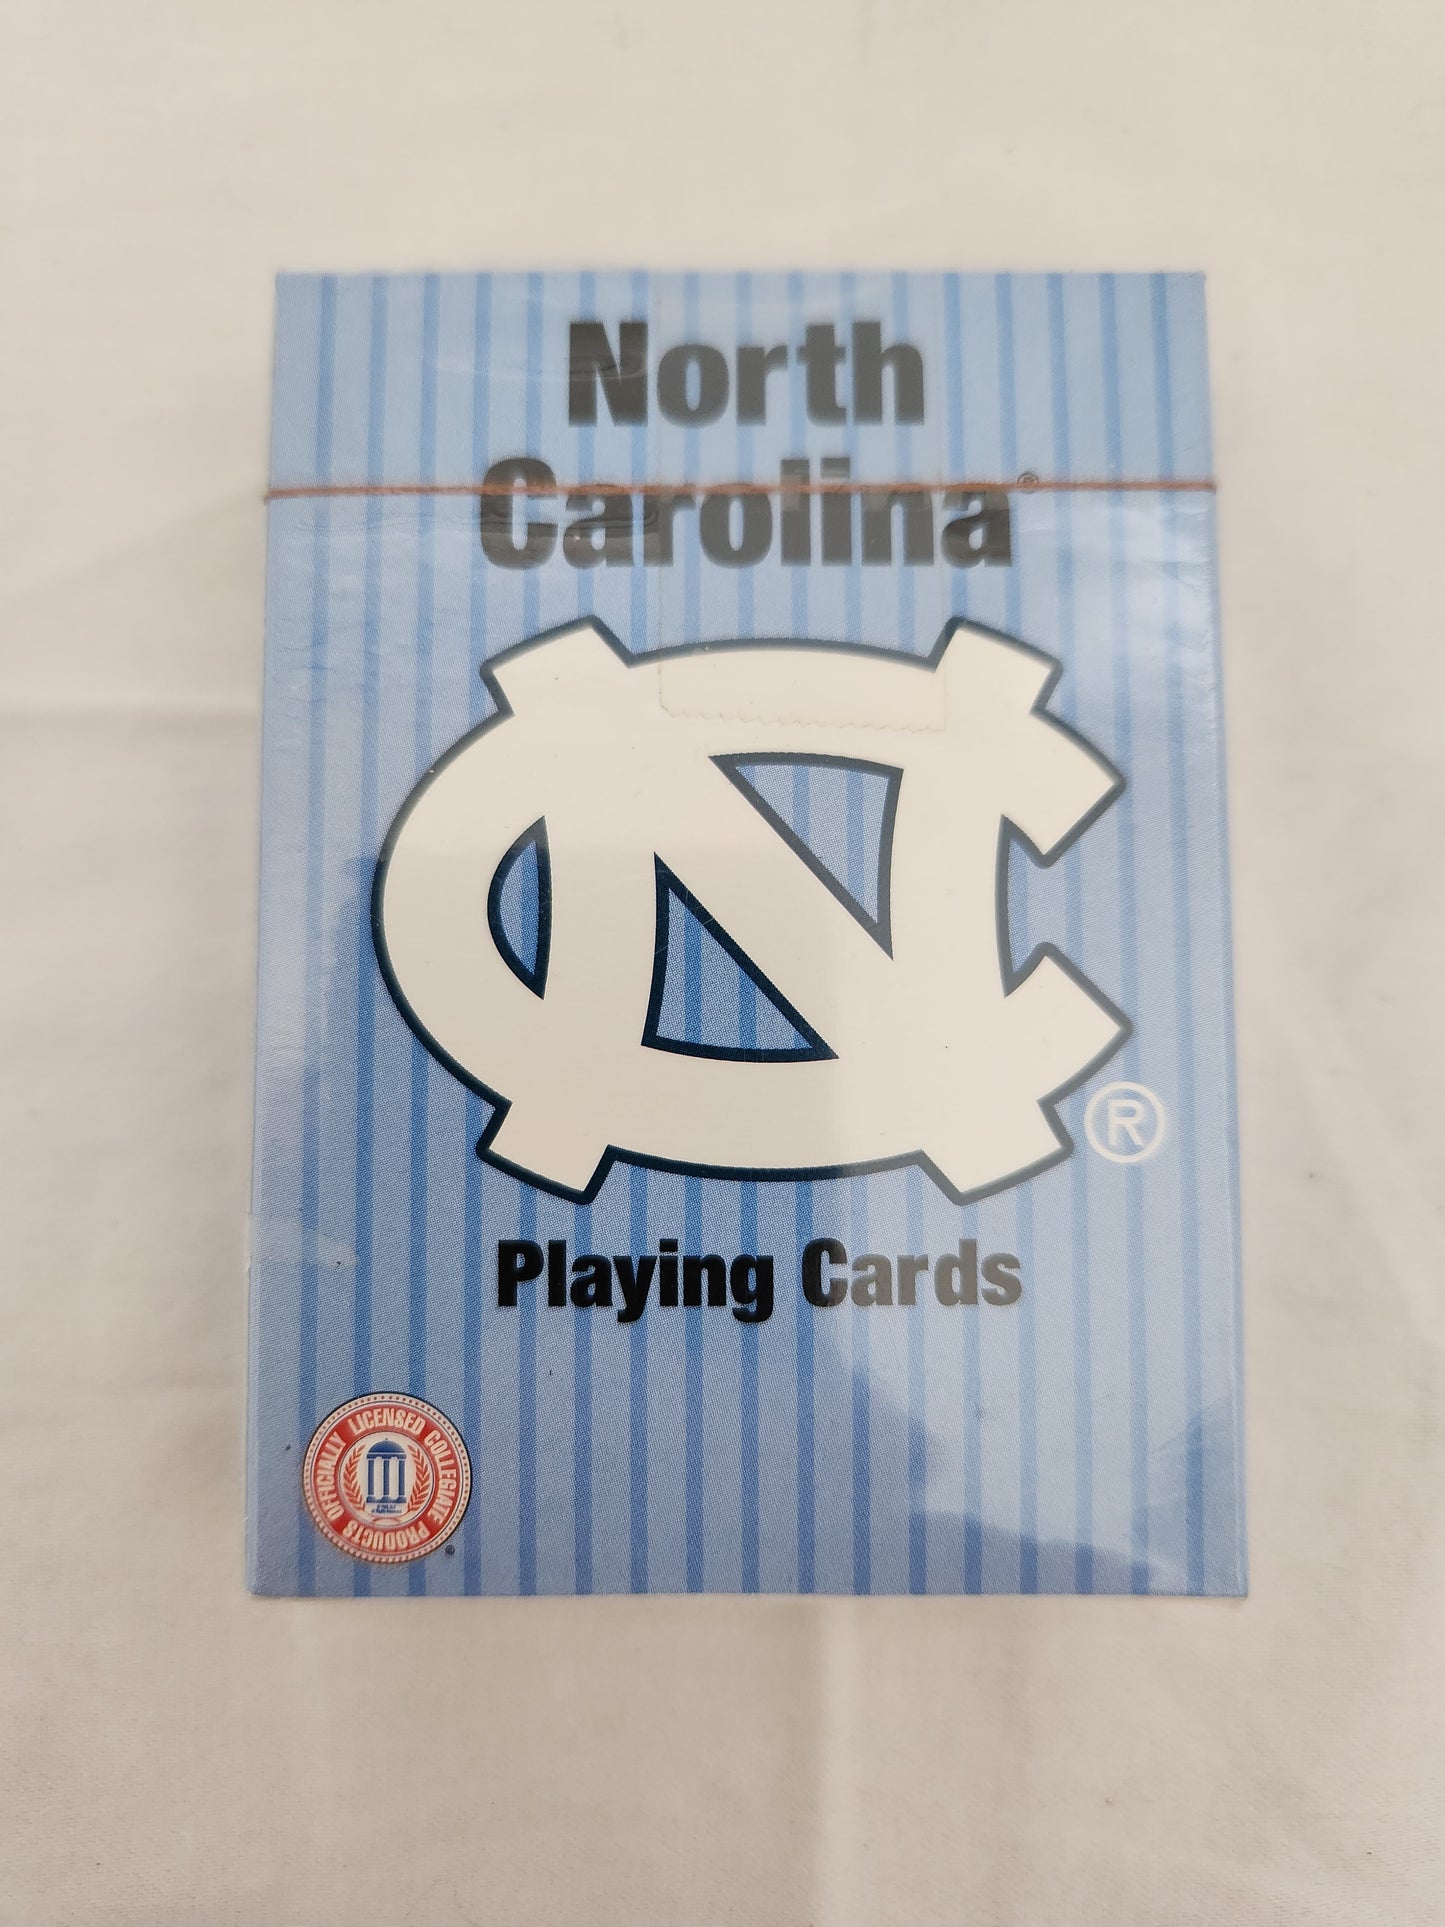 North
Carolina®
NC
®
Playing Cards
OFFICIALLY LICENSED COLLEGIATE PRODUCTS